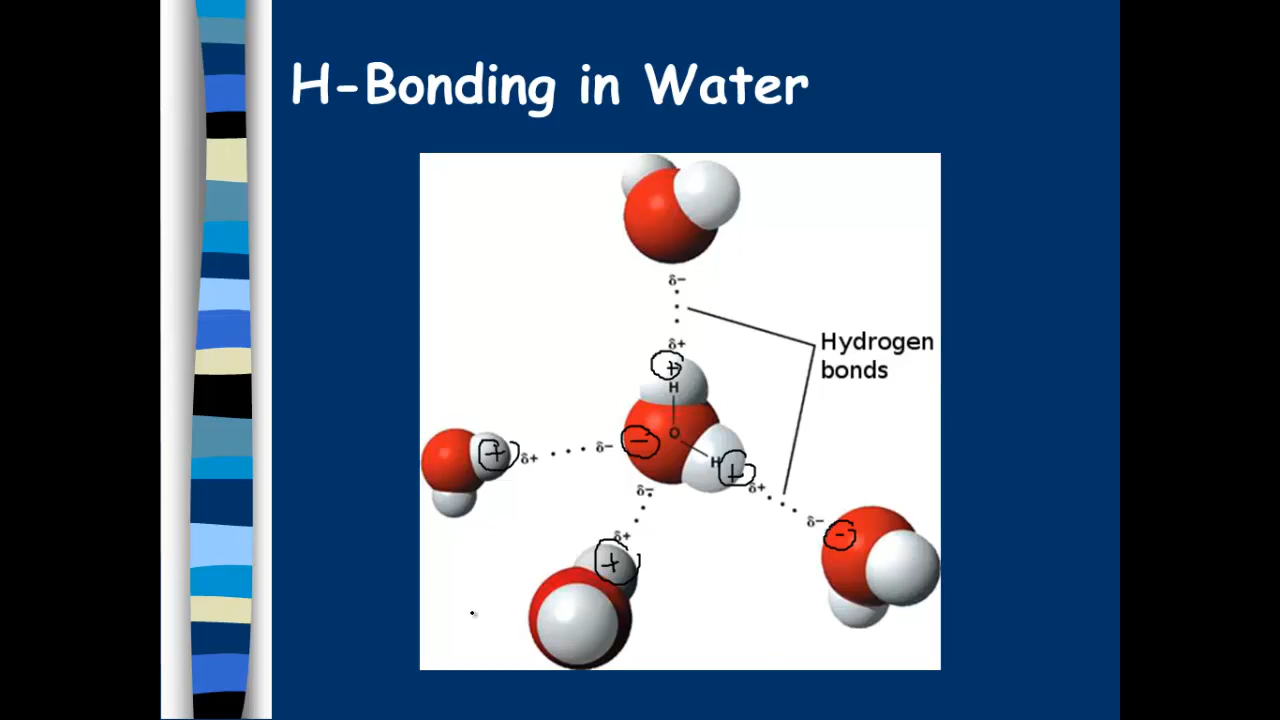 H-Bonding in Water
δ−
δ+
+
H
Hydrogen
bonds
O
−
δ−
+
δ+
H
+
δ+
δ−
δ−
−
δ+
+